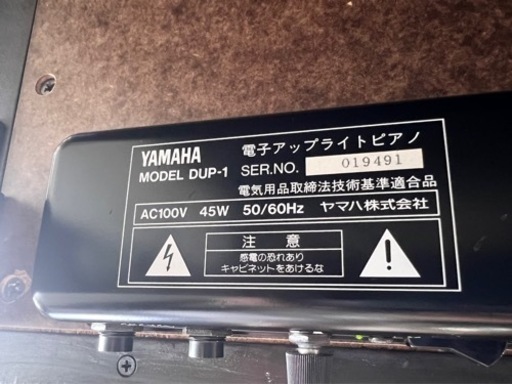 YAMAHA 電子アップライトピアノ
MODEL DUP-1 SER.NO. 019491
電気用品取締法技術基準適合品
AC100V 45W 50/60Hz ヤマハ株式会社
注 意
感電の恐れあり
キャビネットをあけるな